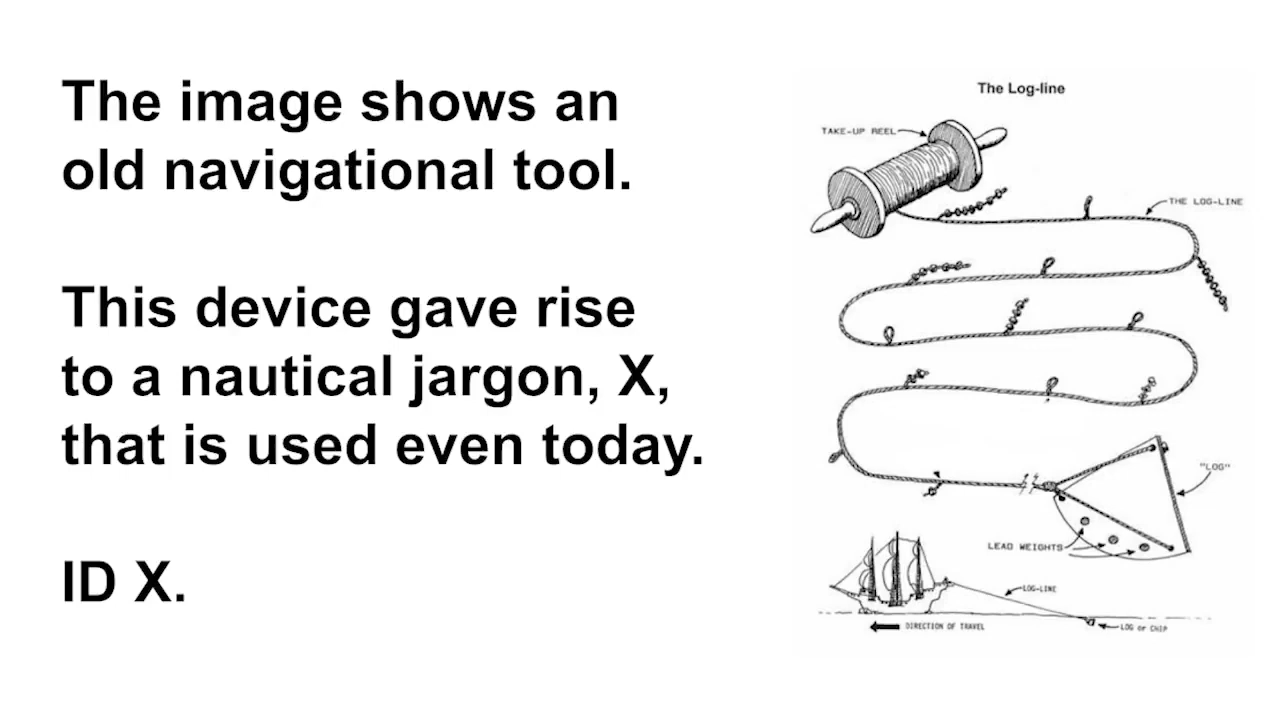 The image shows an
old navigational tool.
This device gave rise
to a nautical jargon, X,
that is used even today.
ID X.
The Log-line
TAKE-UP REEL
THE LOG-LINE
"LOG"
LEAD WEIGHTS
LOG-LINE
DIRECTION OF TRAVEL
LOG OR CHIP